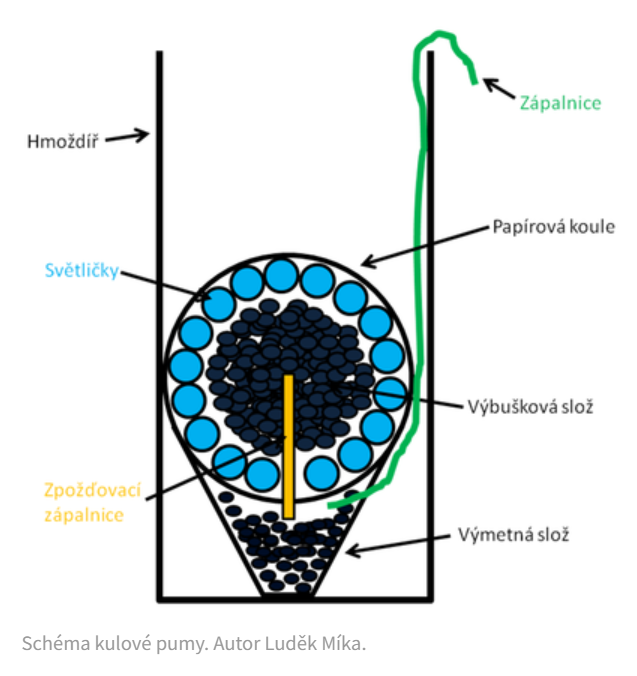 Zápalnice
Hmoždíř
Papírová koule
Světličky
Výbušková slož
Zpožďovací
zápalnice
Výmetná slož
Schéma kulové pumy. Autor Luděk Míka.